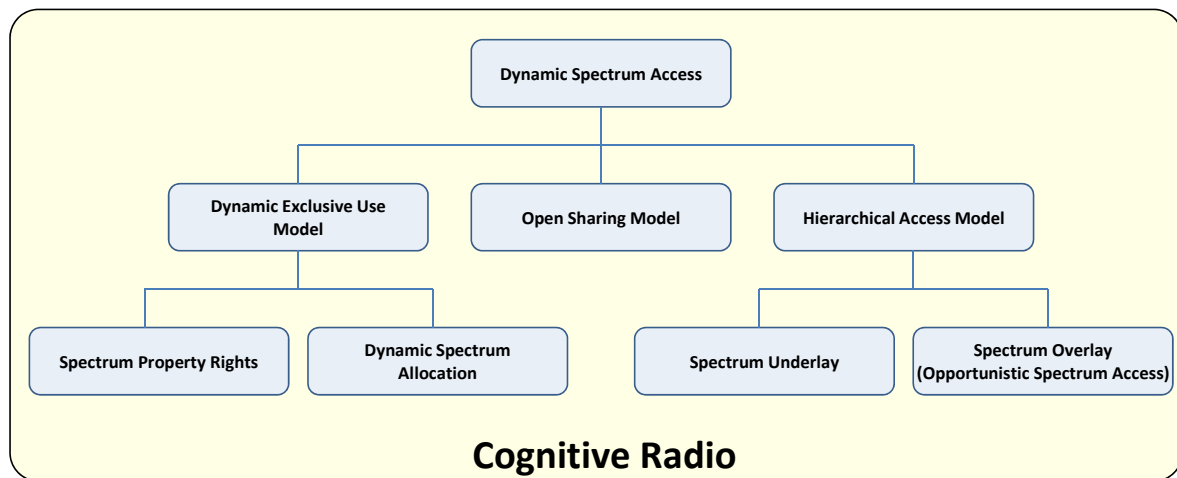 Dynamic Spectrum Access
Dynamic Exclusive Use
Model
Open Sharing Model
Hierarchical Access Model
Spectrum Property Rights
Dynamic Spectrum
Allocation
Spectrum Underlay
Spectrum Overlay
(Opportunistic Spectrum Access)
Cognitive Radio